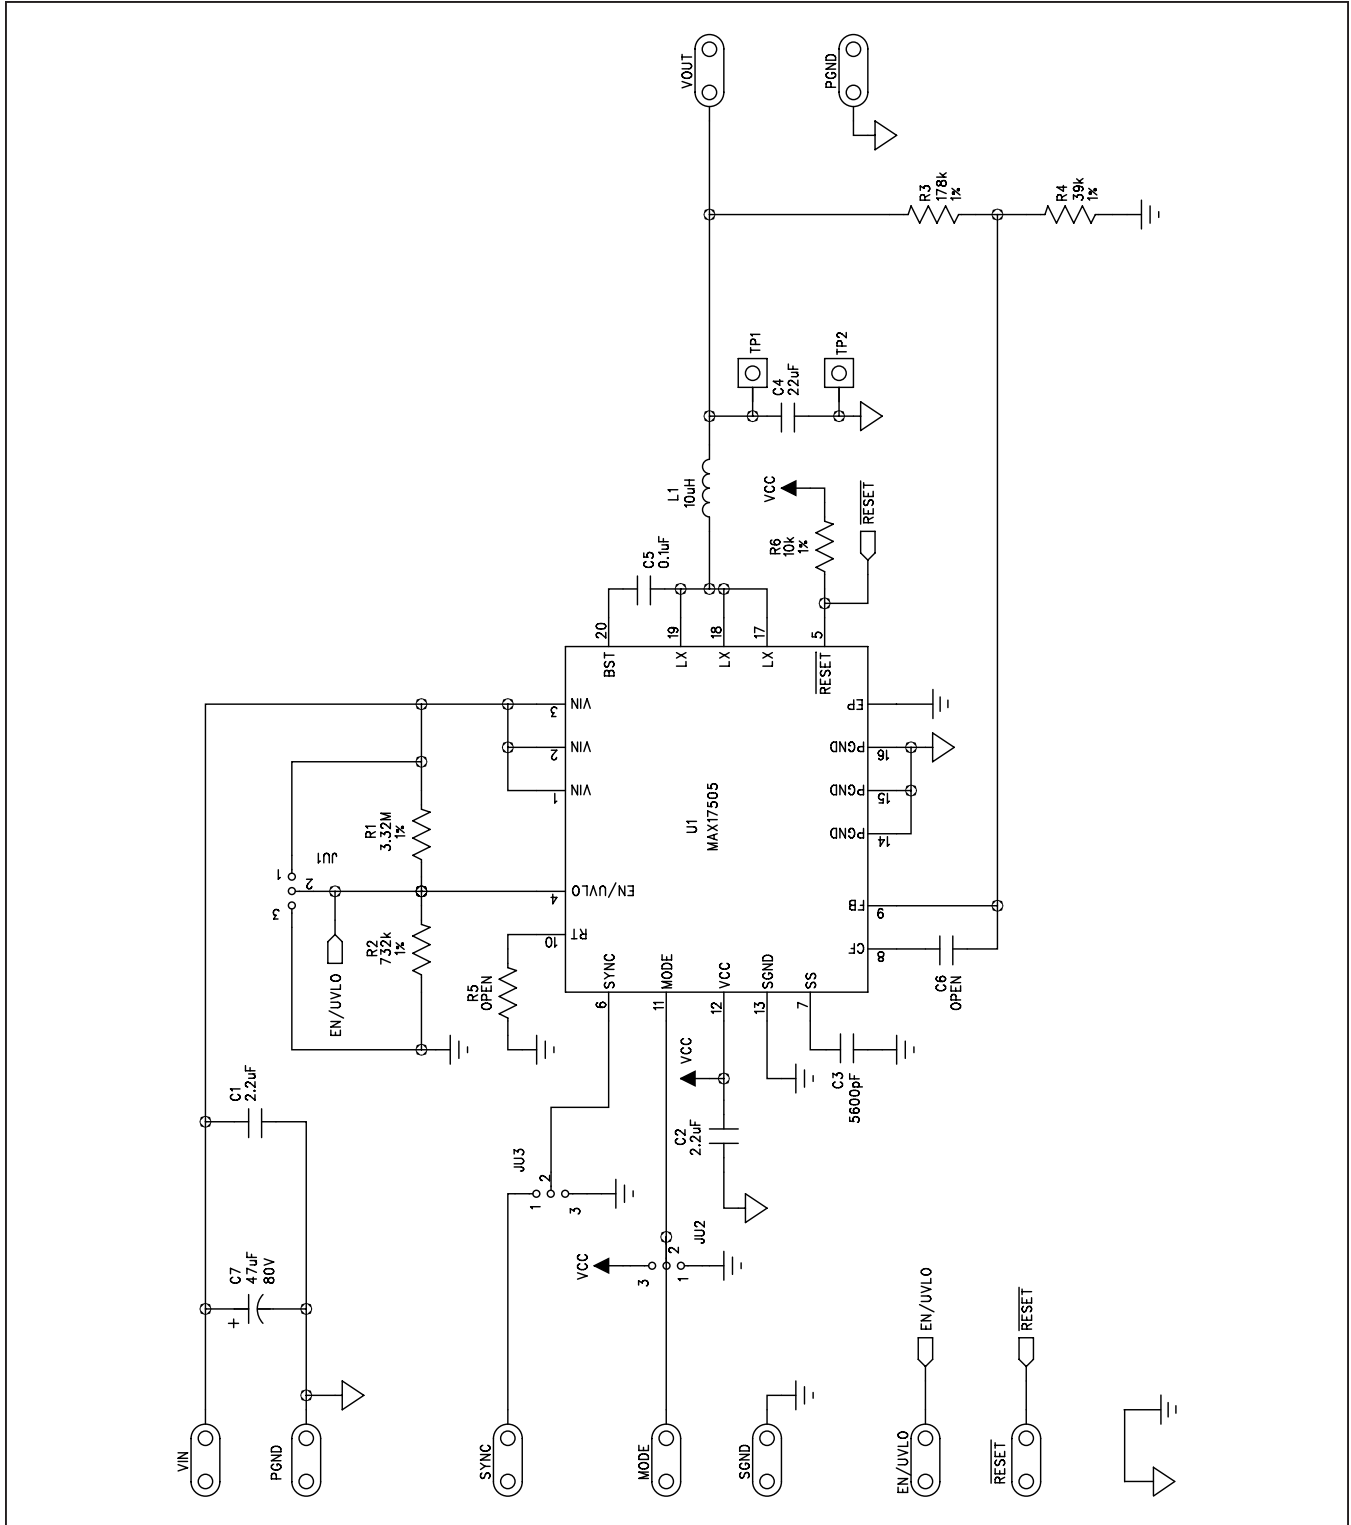 VOUT
PGND
R3
178k
1%
R4
39k
1%
TP1
C4
22uF
TP2
L1
10uH
VCC
R6
10k
1%
RESET
C5
0.1uF
20
19
18
17
5
BST
LX
LX
LX
RESET
3
VIN
2
VIN
1
VIN
4
EN/UVLO
10
RT
U1
MAX17505
EP
PGND
16
PGND
15
PGND
14
FB
9
CF
8
SYNC
MODE
VCC
SGND
SS
6
11
12
13
7
R1
3.32M
1%
JU1
1
2
3
R2
732k
1%
EN/UVLO
R5
OPEN
C6
OPEN
C1
2.2uF
VCC
C2
2.2uF
C3
5600pF
JU3
1
2
3
JU2
VCC
3
2
1
C7
47uF
80V
+
EN/UVLO
RESET
VIN
PGND
SYNC
MODE
SGND
EN/UVLO
RESET